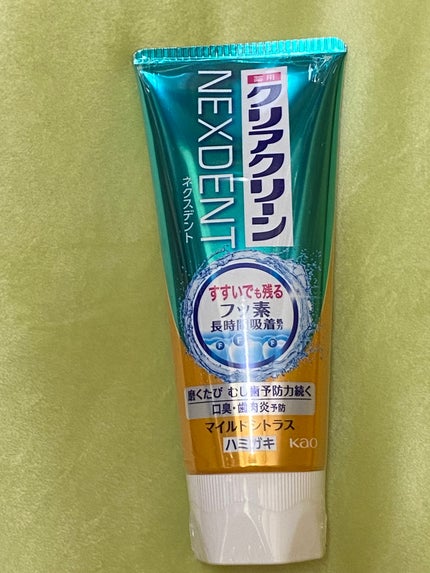 薬用
クリアクリーン
NEXDENT
ネクスデント
すすいでも残る
フッ素
長時間吸着処方
F F F
磨くたび むし歯予防力続く
口臭・歯肉炎予防
マイルドシトラス
ハミガキ
Kao